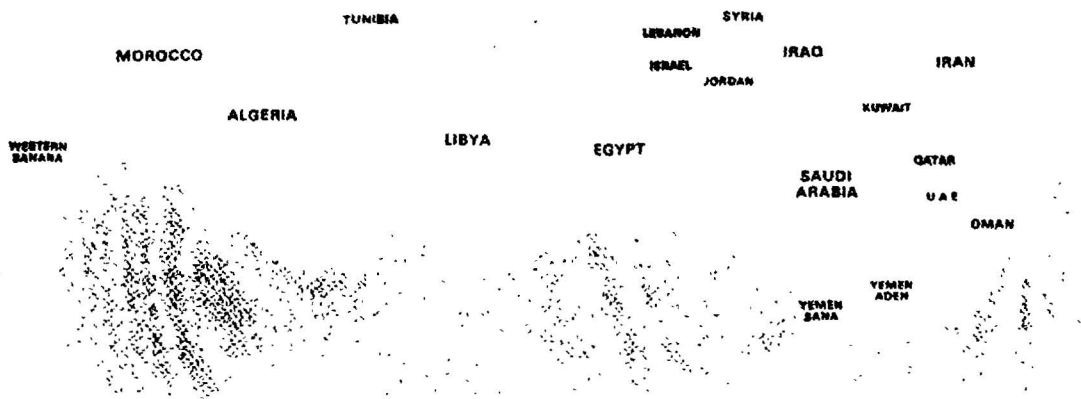 TUNISIA
SYRIA
LEBANON
MOROCCO
IRAQ
IRAN
ISRAEL
JORDAN
KUWAIT
ALGERIA
LIBYA
EGYPT
WESTERN
SAHARA
QATAR
SAUDI
ARABIA
U A E
OMAN
YEMEN
ADEN
YEMEN
SANA